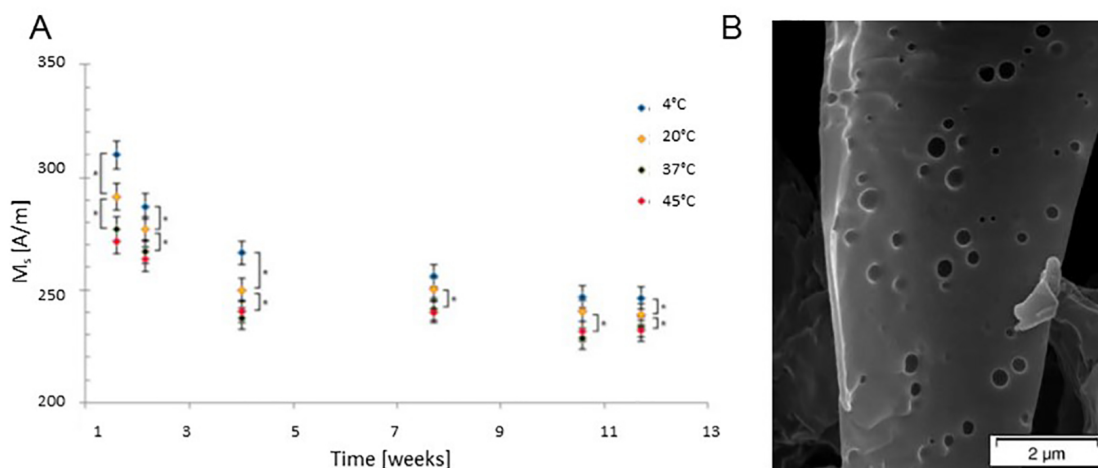 A
B
350
300
250
200
Mₛ [A/m]
1 3 5 7 9 11 13
Time [weeks]
4°C
20°C
37°C
45°C
* * * * * * * * * * *
2 µm